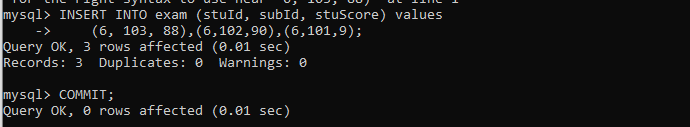 for the right syntax to use near '6, 103, 88)' at line 1
mysql> INSERT INTO exam (stuId, subId, stuScore) values
    ->     (6, 103, 88),(6,102,90),(6,101,9);
Query OK, 3 rows affected (0.01 sec)
Records: 3  Duplicates: 0  Warnings: 0

mysql> COMMIT;
Query OK, 0 rows affected (0.01 sec)